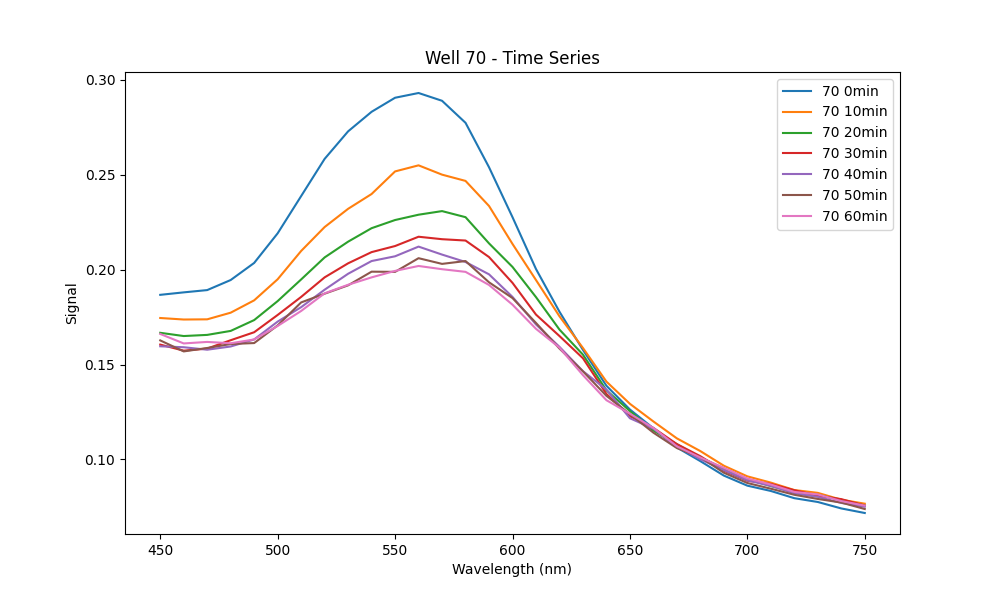 Well 70 - Time Series
0.30
0.25
0.20
0.15
0.10
Signal
70 0min
70 10min
70 20min
70 30min
70 40min
70 50min
70 60min
450 500 550 600 650 700 750
Wavelength (nm)